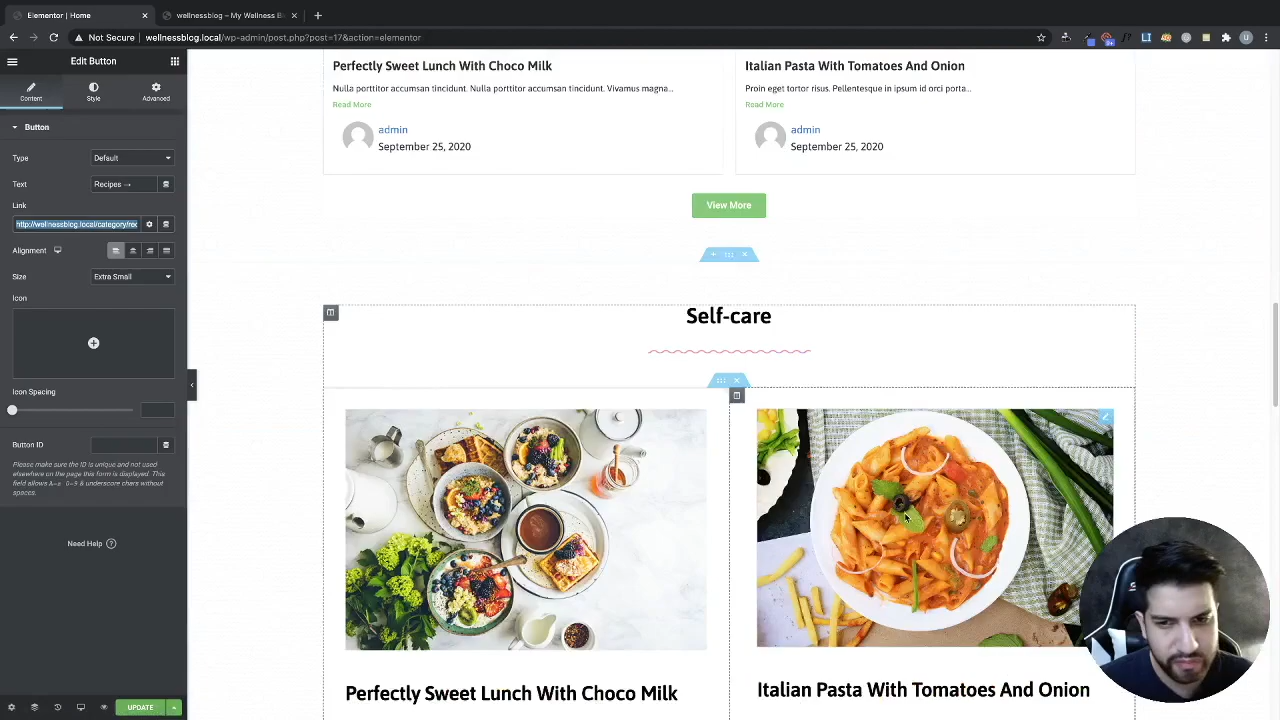 Elementor | Home
wellnessblog – My Wellness B
Not Secure | wellnessblog.local/wp-admin/post.php?post=17&action=elementor
Edit Button
Content
Style
Advanced
Button
Type
Default
Text
Recipes →
Link
http://wellnessblog.local/category/rec
Alignment
Size
Extra Small
Icon
Icon Spacing
Button ID
Please make sure the ID is unique and not used
elsewhere on the page this form is displayed. This
field allows A-z 0-9 & underscore chars without
spaces.
Need Help
UPDATE
Perfectly Sweet Lunch With Choco Milk
Nulla porttitor accumsan tincidunt. Nulla porttitor accumsan tincidunt. Vivamus magna...
Read More
admin
September 25, 2020
Italian Pasta With Tomatoes And Onion
Proin eget tortor risus. Pellentesque in ipsum id orci porta...
Read More
admin
September 25, 2020
View More
Self-care
Perfectly Sweet Lunch With Choco Milk
Italian Pasta With Tomatoes And Onion